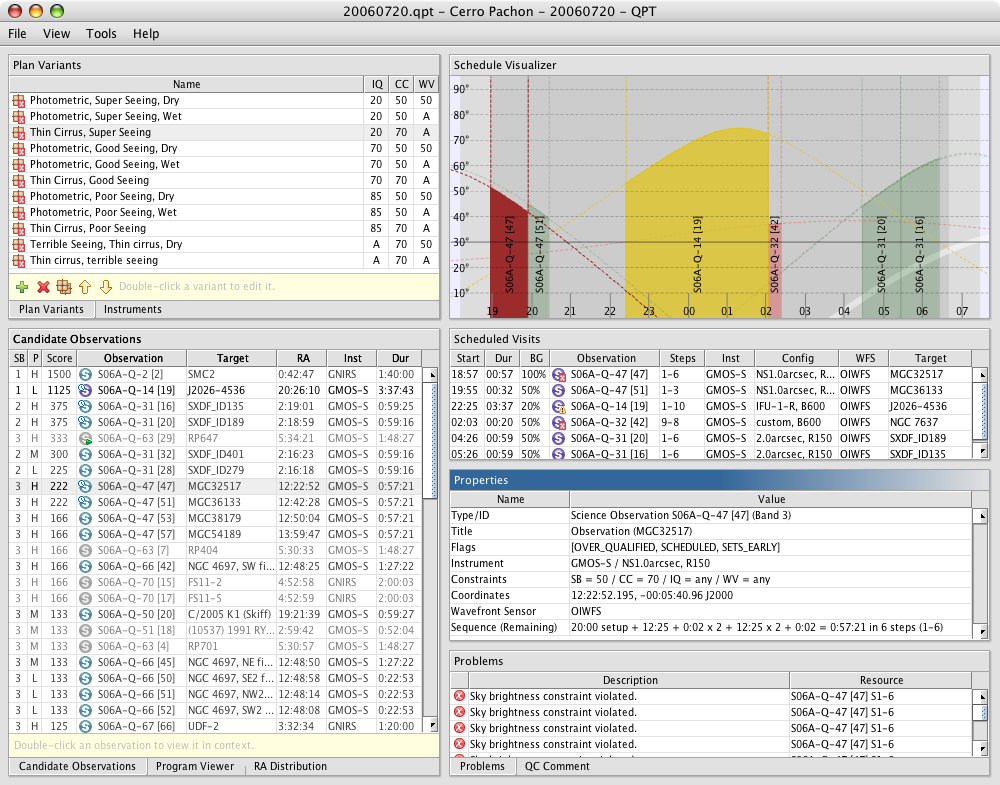 20060720.qpt – Cerro Pachon – 20060720 – QPT
File View Tools Help
Plan Variants
Name IQ CC WV
Photometric, Super Seeing, Dry 20 50 50
Photometric, Super Seeing, Wet 20 50 A
Thin Cirrus, Super Seeing 20 70 A
Photometric, Good Seeing, Dry 70 50 50
Photometric, Good Seeing, Wet 70 50 A
Thin Cirrus, Good Seeing 70 70 A
Photometric, Poor Seeing, Dry 85 50 50
Photometric, Poor Seeing, Wet 85 50 A
Thin Cirrus, Poor Seeing 85 70 A
Terrible Seeing, Thin cirrus, Dry A 70 50
Thin cirrus, terrible seeing A 70 A
Double-click a variant to edit it.
Plan Variants Instruments
Schedule Visualizer
90°
80°
70°
60°
50°
40°
30°
20°
10°
S06A-Q-47 [47]
S06A-Q-47 [51]
S06A-Q-14 [19]
S06A-Q-32 [42]
S06A-Q-31 [20]
S06A-Q-31 [16]
19 20 21 22 23 00 01 02 03 04 05 06 07
Candidate Observations
SB P Score Observation Target RA Inst Dur
1 H 1500 S06A-Q-2 [2] SMC2 0:42:47 GMOS-S 1:40:00
1 L 1125 S06A-Q-14 [19] J2026-4536 20:26:10 GMOS-S 3:37:43
2 H 375 S06A-Q-31 [16] SXDF_ID135 2:19:01 GMOS-S 0:59:25
2 H 375 S06A-Q-31 [20] SXDF_ID189 2:18:59 GMOS-S 0:59:16
3 H 333 S06A-Q-63 [29] RP647 5:34:21 GMOS-S 1:48:27
2 M 300 S06A-Q-31 [32] SXDF_ID401 2:16:23 GMOS-S 0:59:16
2 L 225 S06A-Q-31 [28] SXDF_ID279 2:16:18 GMOS-S 0:59:16
3 H 222 S06A-Q-47 [47] MGC32517 12:22:52 GMOS-S 0:57:21
3 H 222 S06A-Q-47 [51] MGC36133 12:42:28 GMOS-S 0:57:21
3 H 166 S06A-Q-47 [53] MGC38179 12:50:04 GMOS-S 0:57:21
3 H 166 S06A-Q-47 [57] MGC54189 13:59:47 GMOS-S 0:57:21
3 H 166 S06A-Q-63 [7] RP404 5:30:33 GMOS-S 1:48:27
3 H 166 S06A-Q-66 [42] NGC 4697, SW fi... 12:48:25 GMOS-S 1:27:22
3 H 166 S06A-Q-70 [15] FS11-2 4:52:58 GNIRS 2:00:03
3 H 166 S06A-Q-70 [17] FS11-5 4:52:59 GNIRS 2:00:03
3 M 133 S06A-Q-50 [20] C/2005 K1 (Skiff) 19:21:39 GMOS-S 0:59:27
3 M 133 S06A-Q-51 [18] (10537) 1991 RY... 2:59:42 GMOS-S 0:52:04
3 M 133 S06A-Q-63 [4] RP701 5:30:57 GMOS-S 1:48:27
3 M 133 S06A-Q-66 [45] NGC 4697, NE fi... 12:48:50 GMOS-S 1:27:22
3 L 133 S06A-Q-66 [50] NGC 4697, SE2 f... 12:48:58 GMOS-S 0:22:53
3 L 133 S06A-Q-66 [51] NGC 4697, NW2... 12:48:14 GMOS-S 0:22:53
3 L 133 S06A-Q-66 [52] NGC 4697, SW2 ... 12:48:08 GMOS-S 0:22:53
3 H 125 S06A-Q-67 [66] UDF-2 3:32:34 GNIRS 1:20:00
Double-click an observation to view it in context.
Candidate Observations Program Viewer RA Distribution
Scheduled Visits
Start Dur BG Observation Steps Inst Config WFS Target
18:57 00:57 100% S06A-Q-47 [47] 1-6 GMOS-S NS1.0arcsec, R... OIWFS MGC32517
19:55 00:32 50% S06A-Q-47 [51] 1-3 GMOS-S NS1.0arcsec, R... OIWFS MGC36133
22:25 03:37 20% S06A-Q-14 [19] 1-10 GMOS-S IFU-1-R, B600 OIWFS J2026-4536
02:03 00:20 50% S06A-Q-32 [42] 9-8 GMOS-S custom, B600 OIWFS NGC 7637
04:26 00:59 50% S06A-Q-31 [20] 1-6 GMOS-S 2.0arcsec, R150 OIWFS SXDF_ID189
05:26 00:59 50% S06A-Q-31 [16] 1-6 GMOS-S 2.0arcsec, R150 OIWFS SXDF_ID135
Properties
Name Value
Type/ID Science Observation S06A-Q-47 [47] (Band 3)
Title Observation (MGC32517)
Flags [OVER_QUALIFIED, SCHEDULED, SETS_EARLY]
Instrument GMOS-S / NS1.0arcsec, R150
Constraints SB = 50 / CC = 70 / IQ = any / WV = any
Coordinates 12:22:52.195, -00:05:40.96 J2000
Wavefront Sensor OIWFS
Sequence (Remaining) 20:00 setup + 12:25 + 0:02 x 2 + 12:25 x 2 + 0:02 = 0:57:21 in 6 steps (1-6)
Problems
Description Resource
Sky brightness constraint violated. S06A-Q-47 [47] S1-6
Sky brightness constraint violated. S06A-Q-47 [47] S1-6
Sky brightness constraint violated. S06A-Q-47 [47] S1-6
Sky brightness constraint violated. S06A-Q-47 [47] S1-6
Problems QC Comment